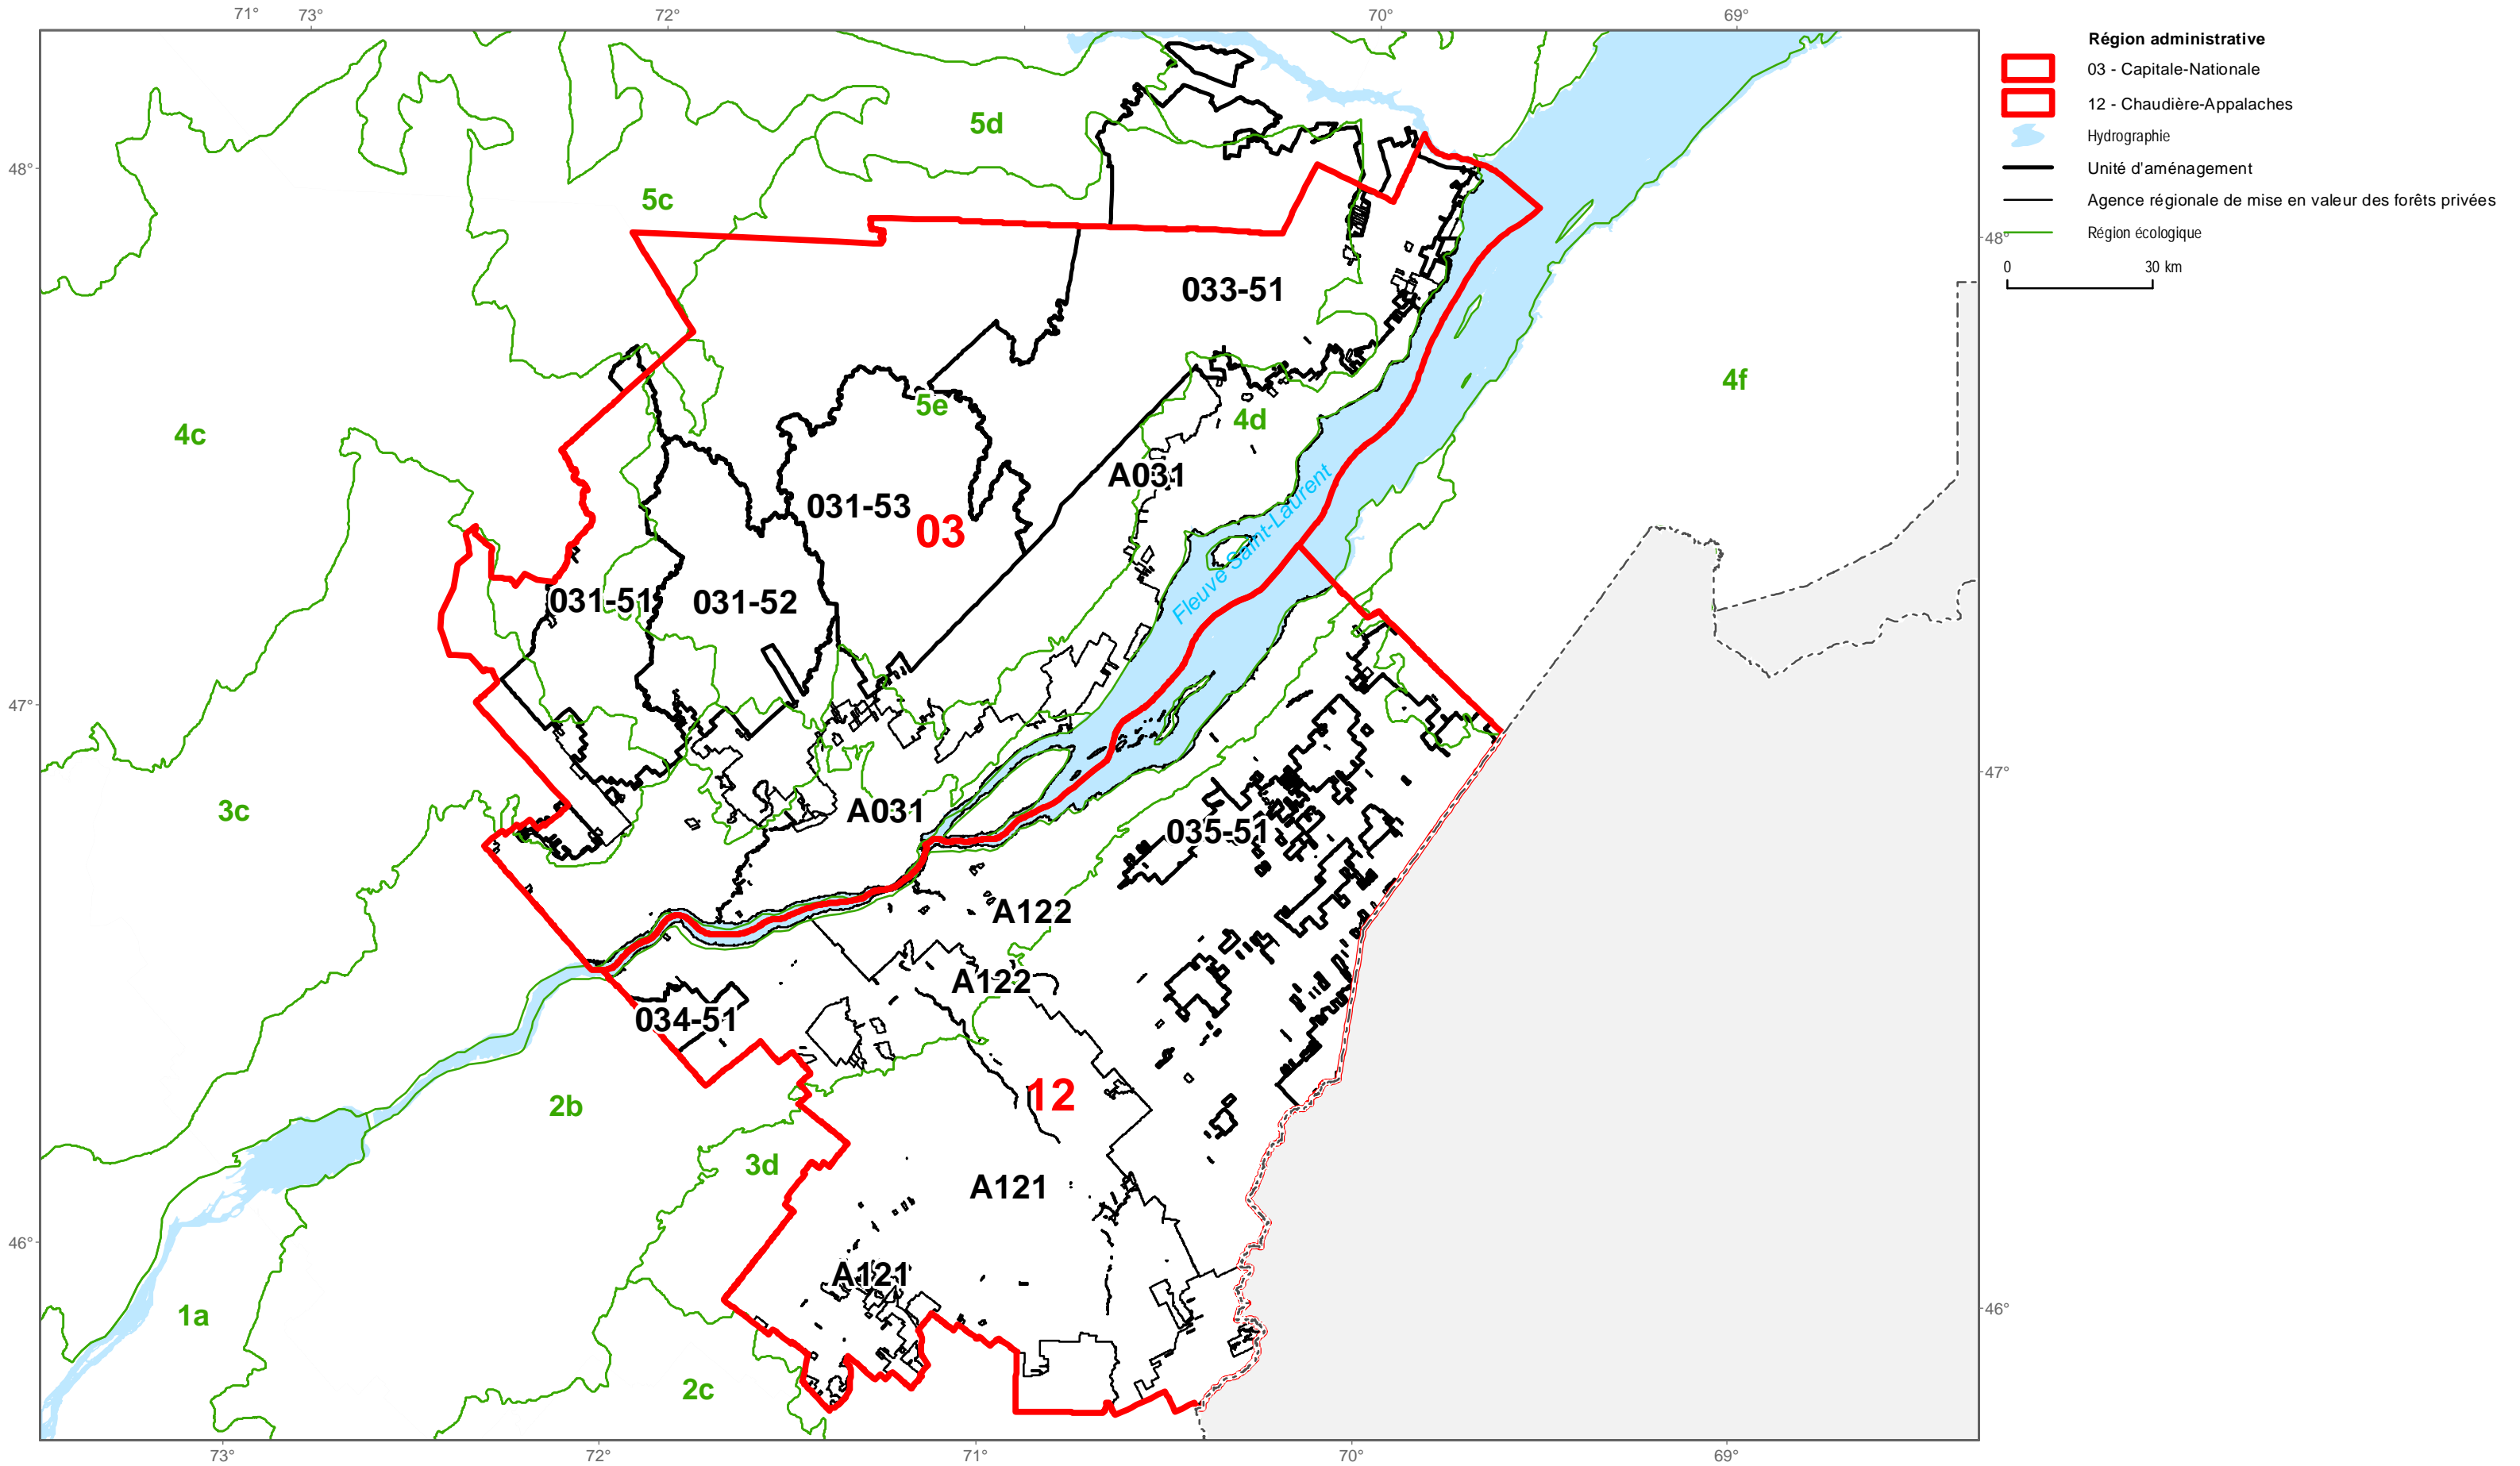 71°
73°
72°
70°
69°
Région administrative
03 - Capitale-Nationale
12 - Chaudière-Appalaches
Hydrographie
Unité d'aménagement
Agence régionale de mise en valeur des forêts privées
Région écologique
0 30 km
48°
48°
47°
47°
46°
46°
5d
5c
033-51
4f
5e
4d
4c
A031
031-53
03
Fleuve Saint-Laurent
031-51
031-52
3c
A031
035-51
A122
A122
034-51
12
2b
3d
A121
A121
1a
2c
73°
72°
71°
70°
69°